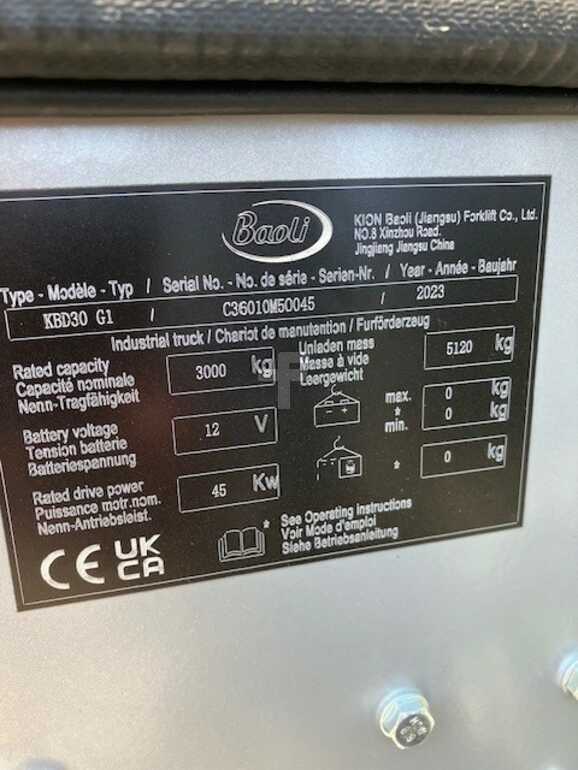 Baoli
KION Baoli (Jiangsu) Forklift Co., Ltd.
NO.8 Xinzhou Road.
Jingjiang Jiangsu China
Type - Modèle - Typ / Serial No. - No. de série - Serien-Nr. / Year - Année - Baujahr
KBD30 G1 / C36010M50045 / 2023
Industrial truck / Chariot de manutention / Furförderzeug
Rated capacity
Capacité nominale
Nenn-Tragfähigkeit
3000 kg
Unladen mass
Masse à vide
Leergewicht
5120 kg
Battery voltage
Tension batterie
Batteriespannung
12 V
max. 0 kg
*
min. 0 kg
Rated drive power
Puissance motr.nom.
Nenn-Antriebsleist.
45 Kw
* 0 kg
CE UK
CA
* See Operating instructions
Voir Mode d'emploi
Siehe Betriebsanleitung